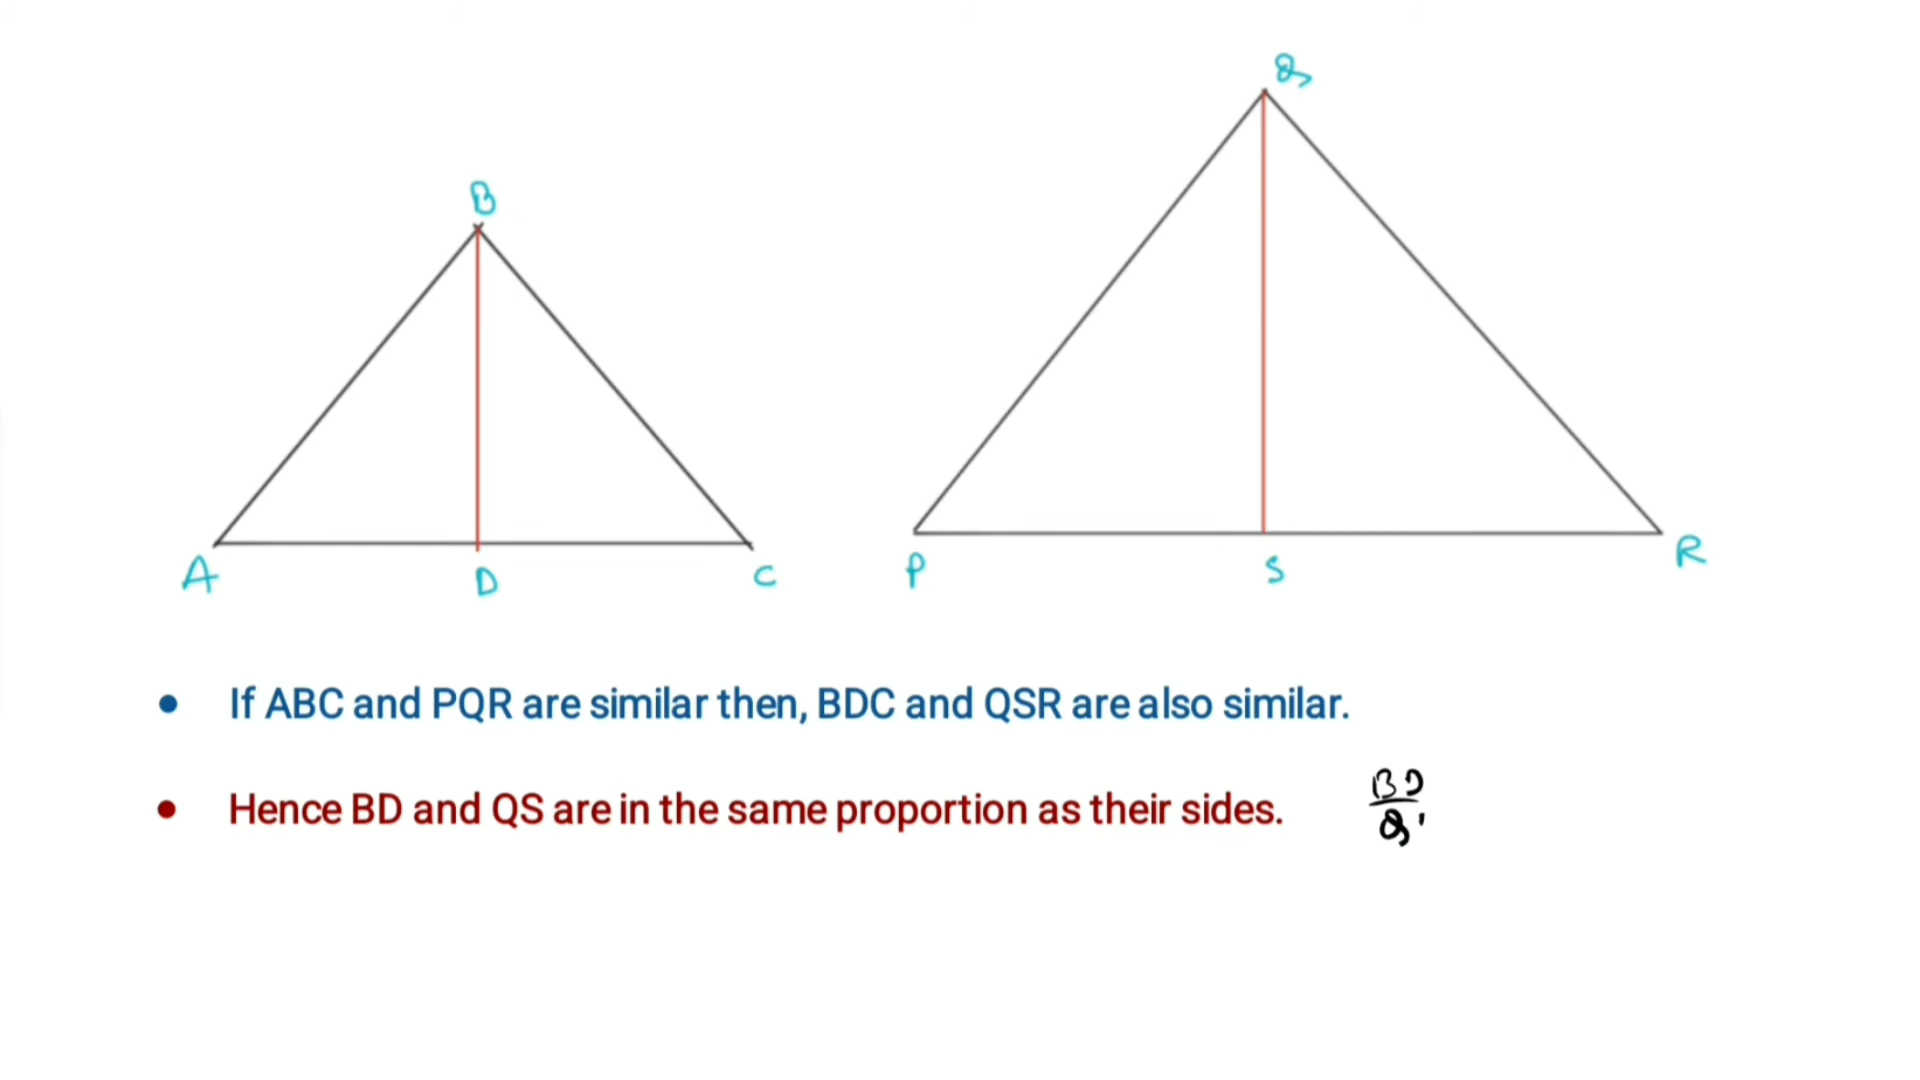 Q
B
A
D
C
P
S
R
• If ABC and PQR are similar then, BDC and QSR are also similar.
• Hence BD and QS are in the same proportion as their sides.
BD
Q